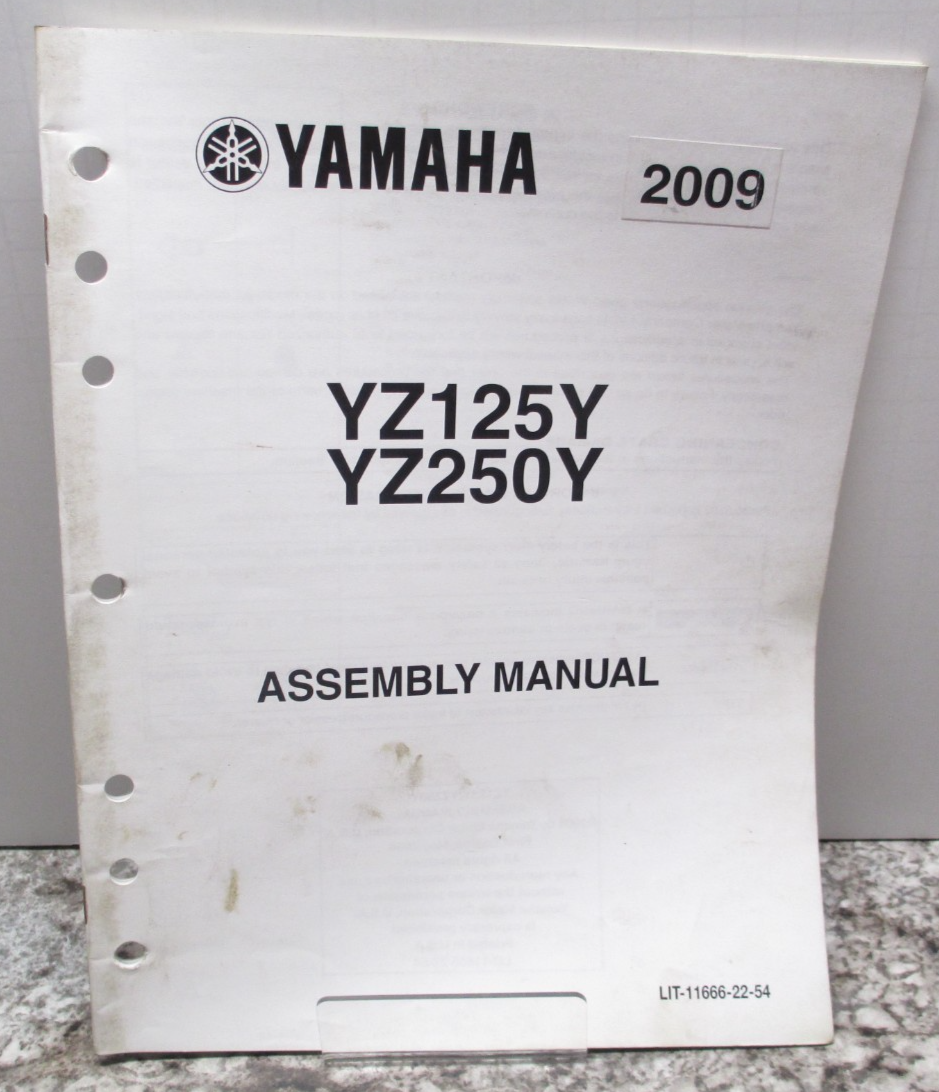 YAMAHA
2009
YZ125Y
YZ250Y
ASSEMBLY MANUAL
LIT-11666-22-54